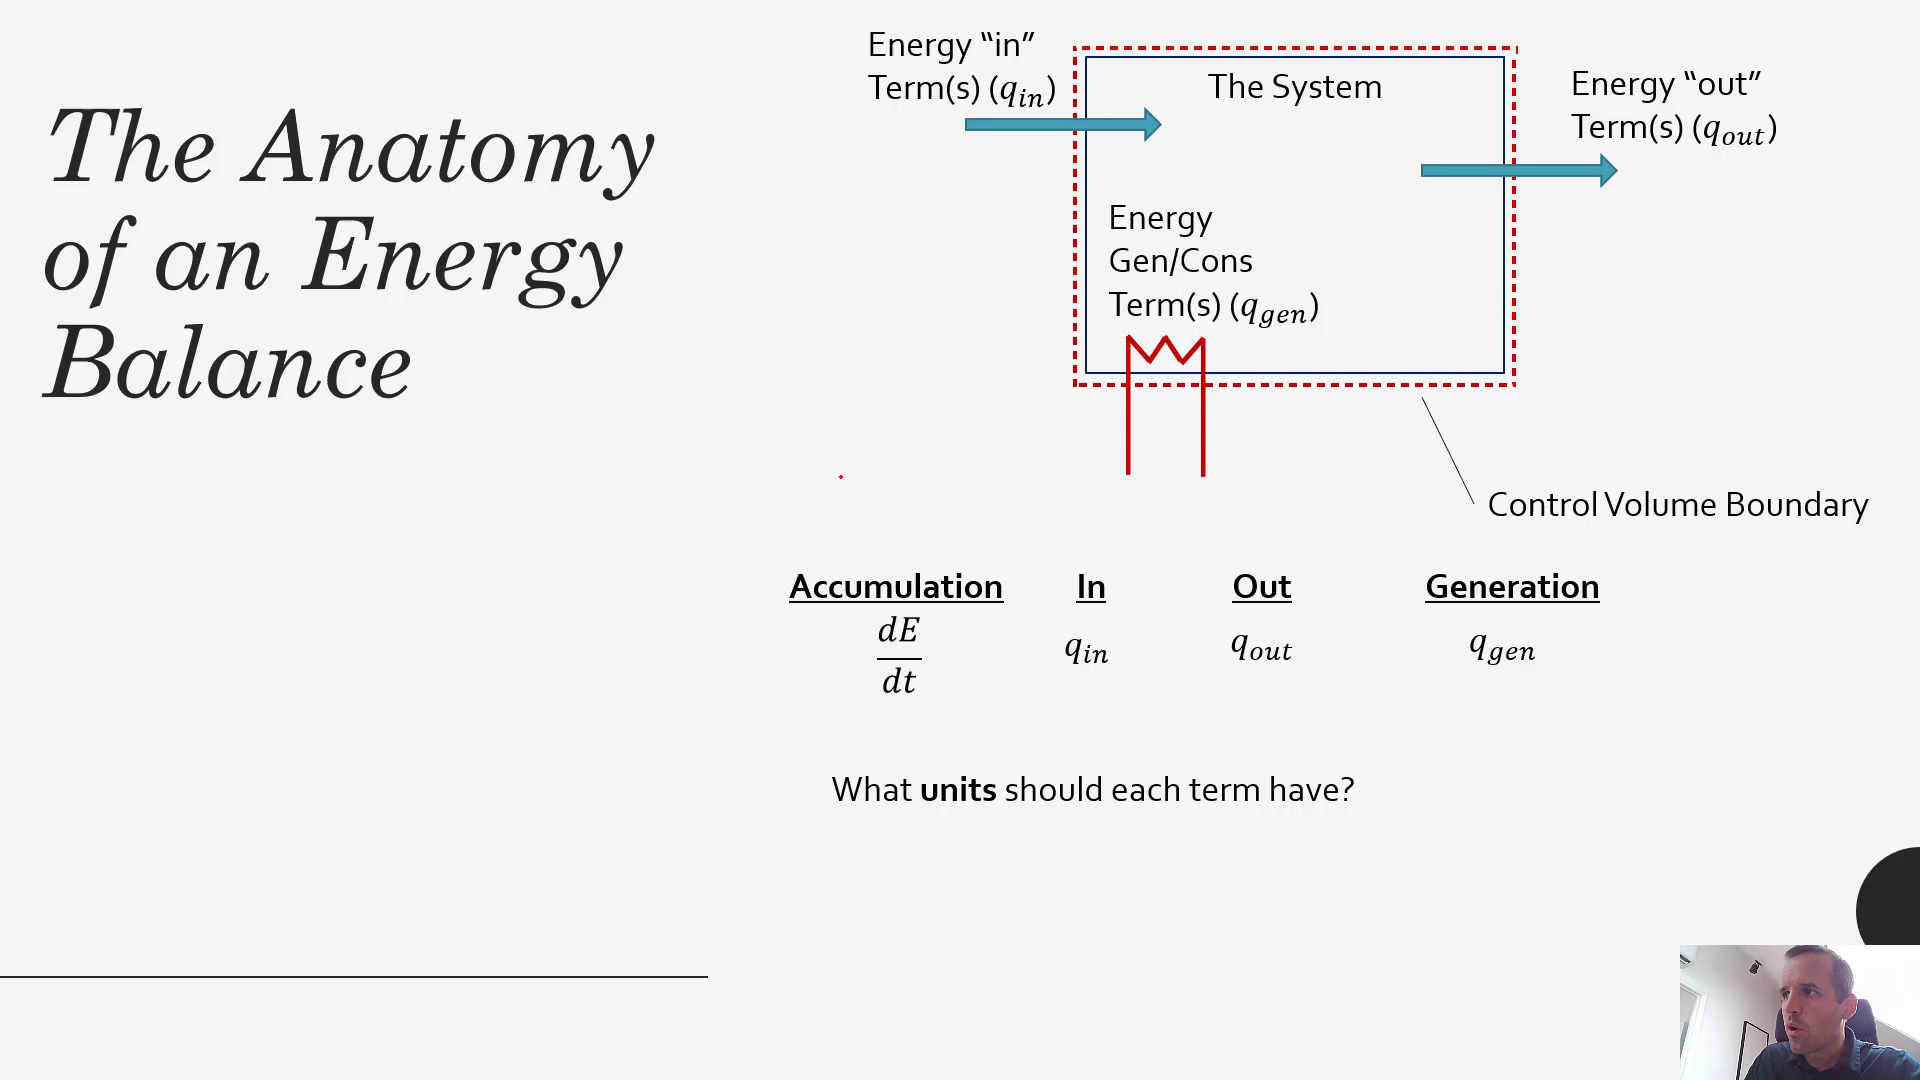 The Anatomy
of an Energy
Balance
Energy “in”
Term(s) (q_in)
The System
Energy “out”
Term(s) (q_out)
Energy
Gen/Cons
Term(s) (q_gen)
Control Volume Boundary
Accumulation In Out Generation
dE/dt q_in q_out q_gen
What units should each term have?